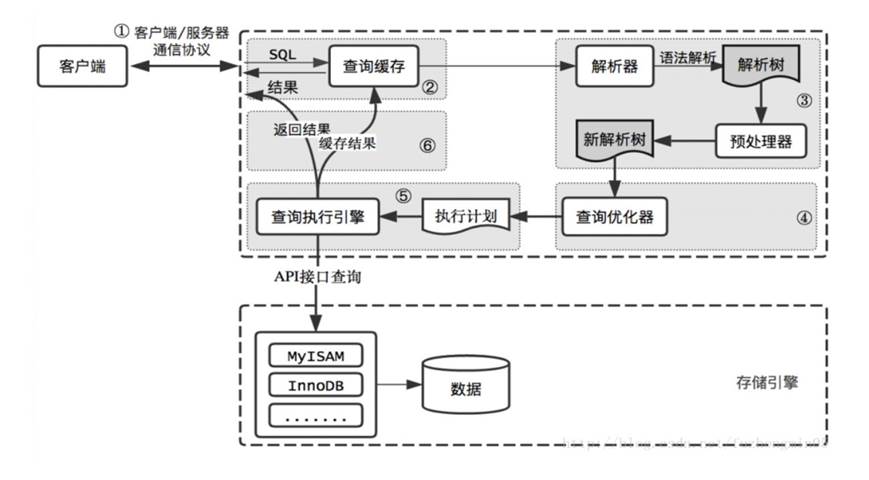 ① 客户端/服务器
通信协议
客户端
SQL
结果
查询缓存
②
解析器
语法解析
解析树
③
返回结果
缓存结果
⑥
新解析树
预处理器
⑤
查询执行引擎
执行计划
查询优化器
④
API接口查询
MyISAM
InnoDB
.......
数据
存储引擎